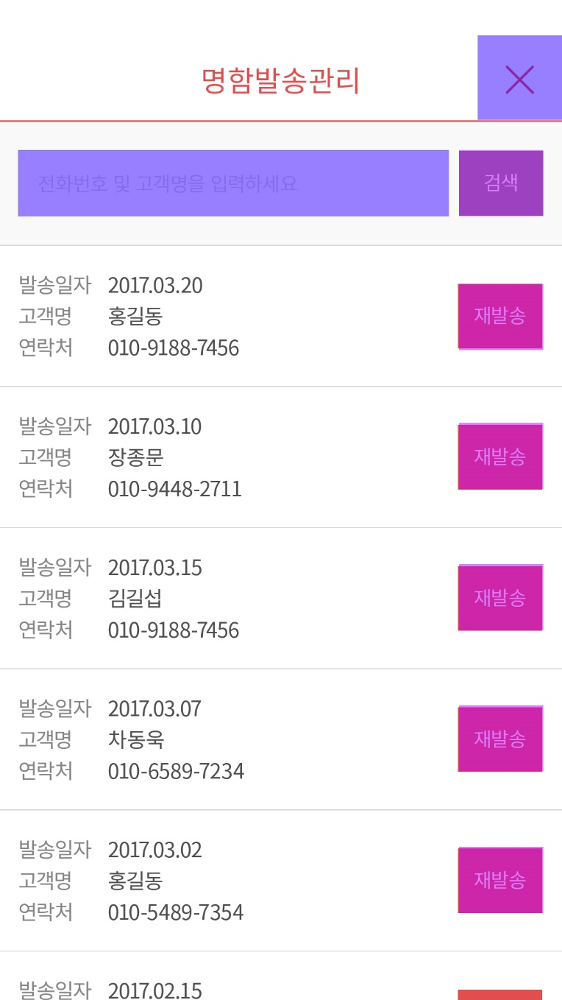 명함발송관리
전화번호 및 고객명을 입력하세요 검색
발송일자 2017.03.20
고객명 홍길동
연락처 010-9188-7456
재발송
발송일자 2017.03.10
고객명 장종문
연락처 010-9448-2711
재발송
발송일자 2017.03.15
고객명 김길섭
연락처 010-9188-7456
재발송
발송일자 2017.03.07
고객명 차동욱
연락처 010-6589-7234
재발송
발송일자 2017.03.02
고객명 홍길동
연락처 010-5489-7354
재발송
발송일자 2017.02.15